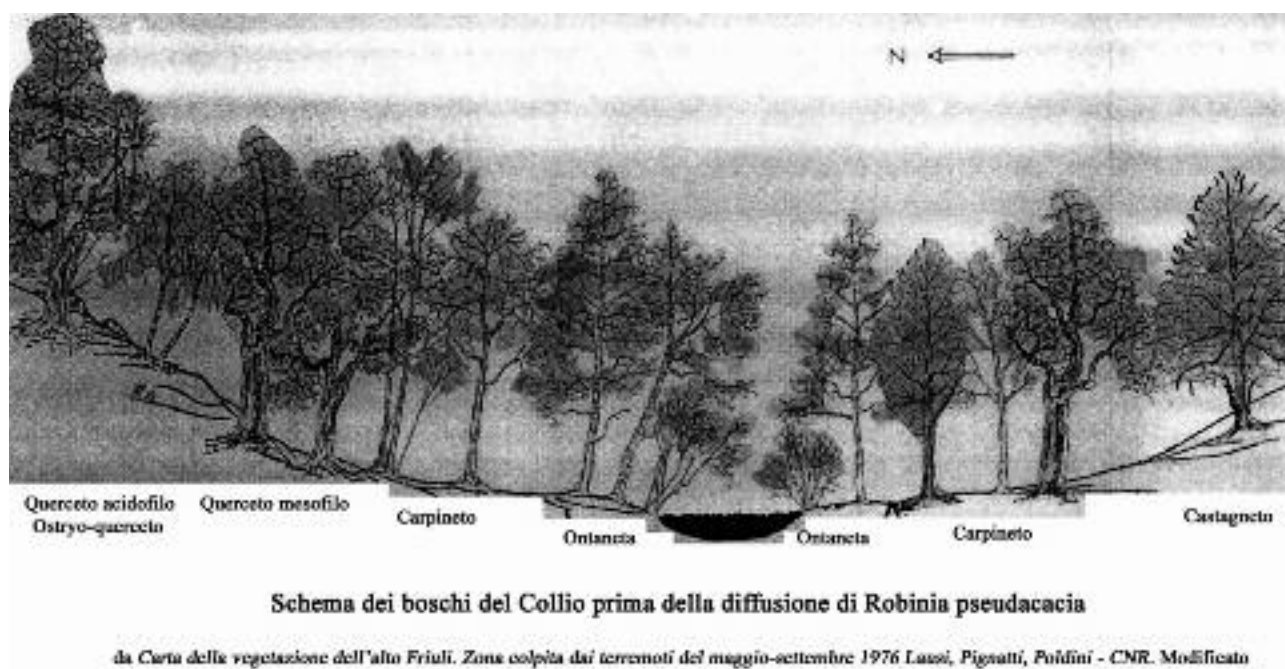 N
Querceto acidofilo
Ostryo-querceto
Querceto mesofilo
Carpineto
Ontaneta
Ontaneta
Carpineto
Castagneto
Schema dei boschi del Collio prima della diffusione di Robinia pseudacacia
da Carta della vegetazione dell'alto Friuli. Zona colpita dai terremoti del maggio-settembre 1976 Lausi, Pignatti, Poldini - CNR. Modificato